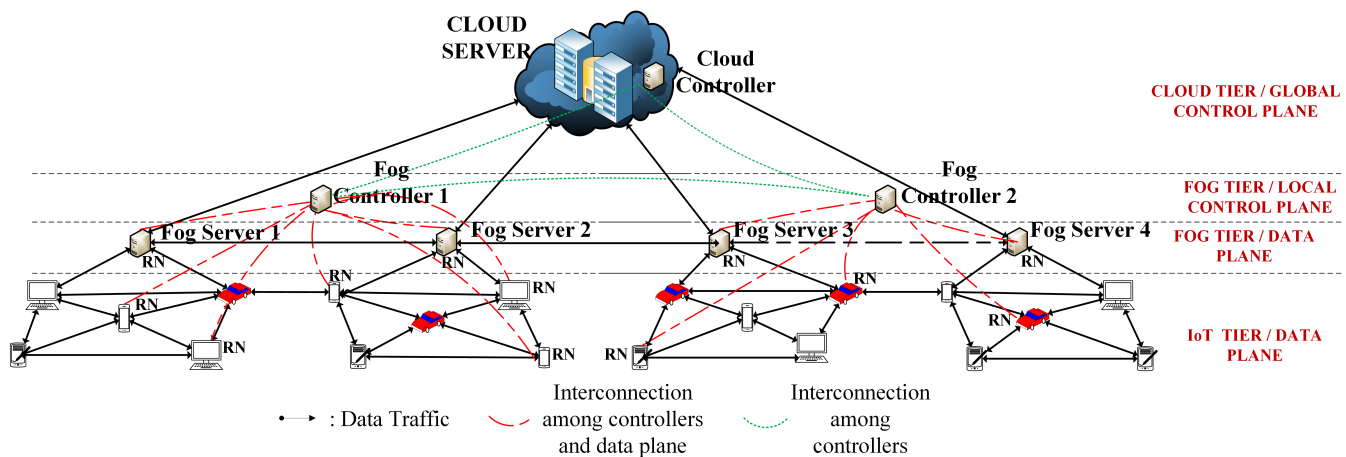 CLOUD
SERVER
Cloud
Controller
CLOUD TIER / GLOBAL
CONTROL PLANE
Fog
Controller 1
Fog
Controller 2
FOG TIER / LOCAL
CONTROL PLANE
Fog Server 1
Fog Server 2
Fog Server 3
Fog Server 4
FOG TIER / DATA
PLANE
RN
RN
RN
RN
RN
RN
RN
RN
RN
RN
RN
RN
RN
IoT TIER / DATA
PLANE
: Data Traffic
Interconnection
among controllers
and data plane
Interconnection
among
controllers